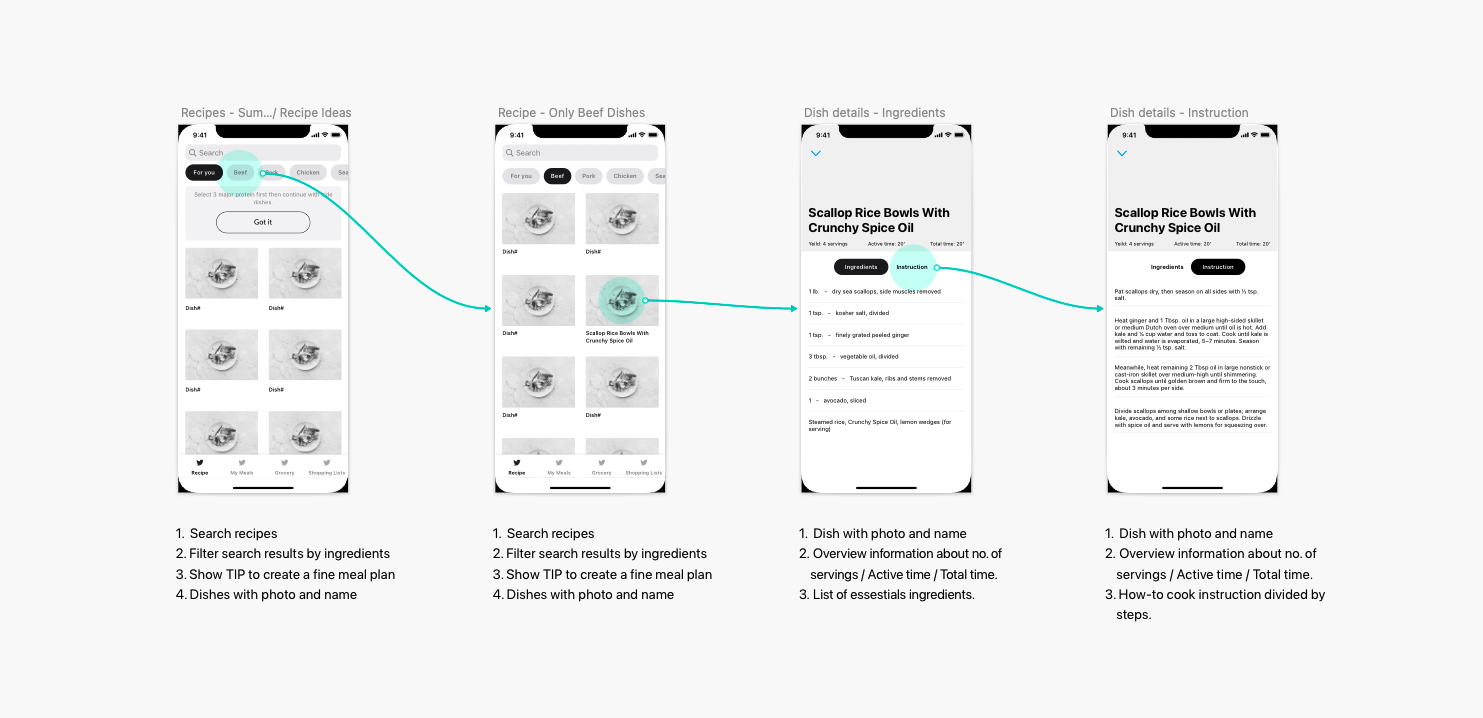 Recipes - Sum.../ Recipe Ideas
9:41
Search
For you
Beef
Pork
Chicken
Sea
Select 3 major protein first then continue with side
dishes
Got it
Dish#
Dish#
Dish#
Dish#
Recipe
My Meals
Grocery
Shopping Lists
1. Search recipes
2. Filter search results by ingredients
3. Show TIP to create a fine meal plan
4. Dishes with photo and name
Recipe - Only Beef Dishes
9:41
Search
For you
Beef
Pork
Chicken
Sea
Dish#
Dish#
Dish#
Scallop Rice Bowls With
Crunchy Spice Oil
Dish#
Dish#
Recipe
My Meals
Grocery
Shopping Lists
1. Search recipes
2. Filter search results by ingredients
3. Show TIP to create a fine meal plan
4. Dishes with photo and name
Dish details - Ingredients
9:41
Scallop Rice Bowls With
Crunchy Spice Oil
Yeild: 4 servings
Active time: 20'
Total time: 20'
Ingredients
Instruction
1 lb. - dry sea scallops, side muscles removed
1 tsp. - kosher salt, divided
1 tsp. - finely grated peeled ginger
3 tbsp. - vegetable oil, divided
2 bunches - Tuscan kale, ribs and stems removed
1 - avocado, sliced
Steamed rice, Crunchy Spice Oil, lemon wedges (for
serving)
1. Dish with photo and name
2. Overview information about no. of
servings / Active time / Total time.
3. List of essestials ingredients.
Dish details - Instruction
9:41
Scallop Rice Bowls With
Crunchy Spice Oil
Yeild: 4 servings
Active time: 20'
Total time: 20'
Ingredients
Instruction
Pat scallops dry, then season on all sides with ½ tsp.
salt.
Heat ginger and 1 Tbsp. oil in a large high-sided skillet
or medium Dutch oven over medium until oil is hot. Add
kale and cup water and toss to coat. Cook until kale is
wilted and water is evaporated, 5–7 minutes. Season
with remaining ½ tsp. salt.
Meanwhile, heat remaining 2 Tbsp oil in large nonstick or
cast-iron skillet over medium-high until shimmering.
Cook scallops until golden brown and firm to the touch,
about 3 minutes per side.
Divide scallops among shallow bowls or plates; arrange
kale, avocado, and some rice next to scallops. Drizzle
with spice oil and serve with lemons for squeezing over.
1. Dish with photo and name
2. Overview information about no. of
servings / Active time / Total time.
3. How-to cook instruction divided by
steps.